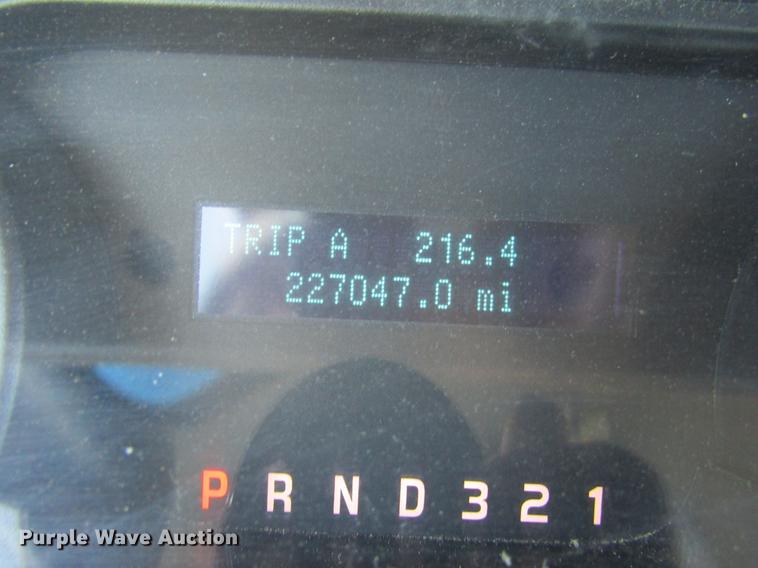 TRIP A 216.4
227047.0 mi
P R N D 3 2 1
Purple Wave Auction